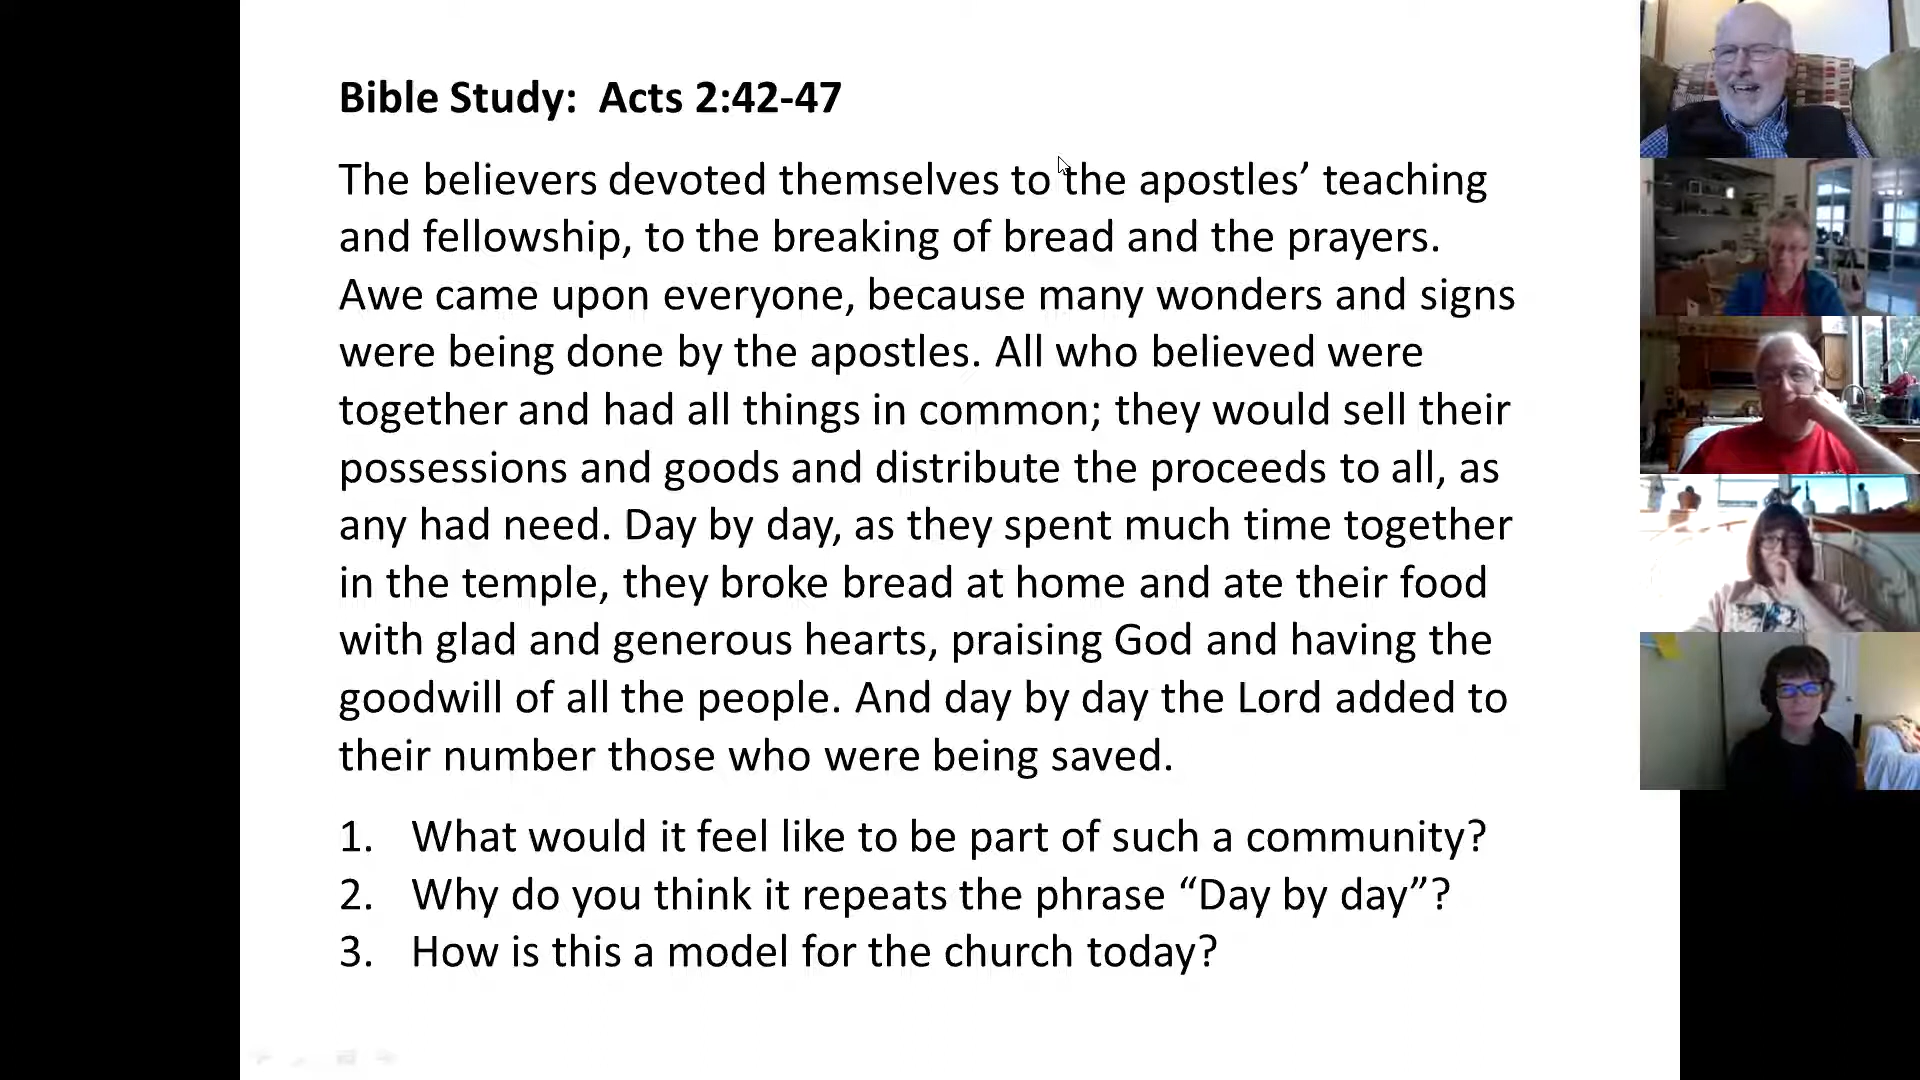 Bible Study:  Acts 2:42-47
The believers devoted themselves to the apostles’ teaching
and fellowship, to the breaking of bread and the prayers.
Awe came upon everyone, because many wonders and signs
were being done by the apostles. All who believed were
together and had all things in common; they would sell their
possessions and goods and distribute the proceeds to all, as
any had need. Day by day, as they spent much time together
in the temple, they broke bread at home and ate their food
with glad and generous hearts, praising God and having the
goodwill of all the people. And day by day the Lord added to
their number those who were being saved.
1. What would it feel like to be part of such a community?
2. Why do you think it repeats the phrase “Day by day”?
3. How is this a model for the church today?